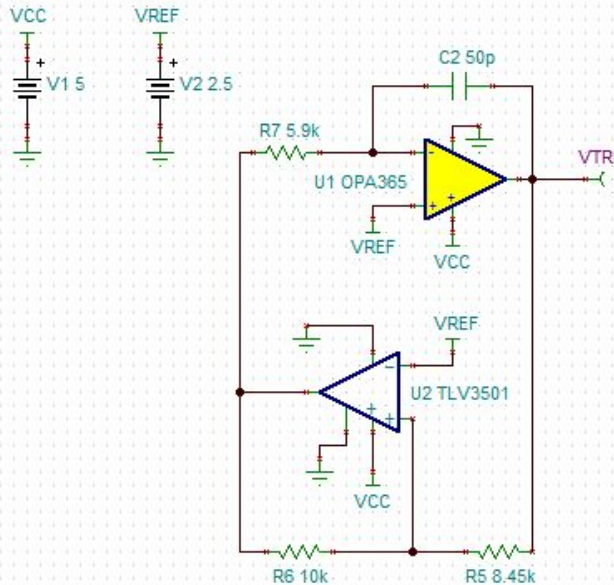 VCC
VREF
V1 5
V2 2.5
C2 50p
R7 5.9k
U1 OPA365
-
+
+
VTR
VREF
VCC
VREF
-
+
+
U2 TLV3501
VCC
R6 10k
R5 8.45k